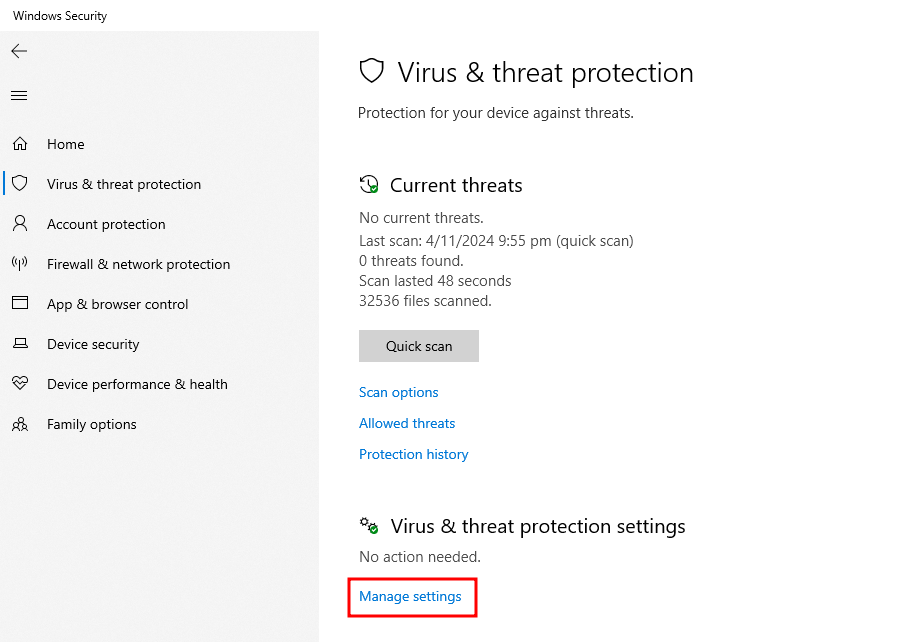 Windows Security
Home
Virus & threat protection
Account protection
Firewall & network protection
App & browser control
Device security
Device performance & health
Family options
Virus & threat protection
Protection for your device against threats.
Current threats
No current threats.
Last scan: 4/11/2024 9:55 pm (quick scan)
0 threats found.
Scan lasted 48 seconds
32536 files scanned.
Quick scan
Scan options
Allowed threats
Protection history
Virus & threat protection settings
No action needed.
Manage settings